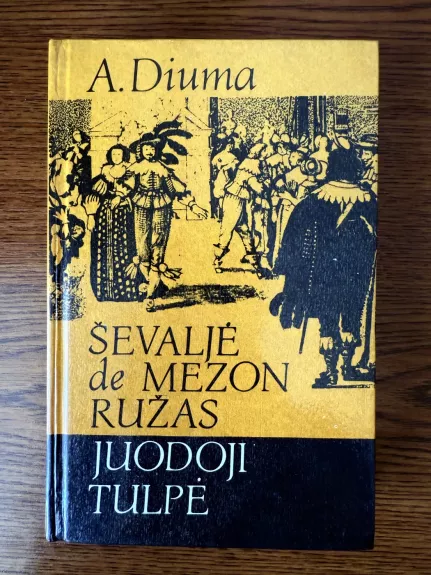 A. Diuma
ŠEVALJĖ
de MEZON
RUŽAS
JUODOJI
TULPĖ